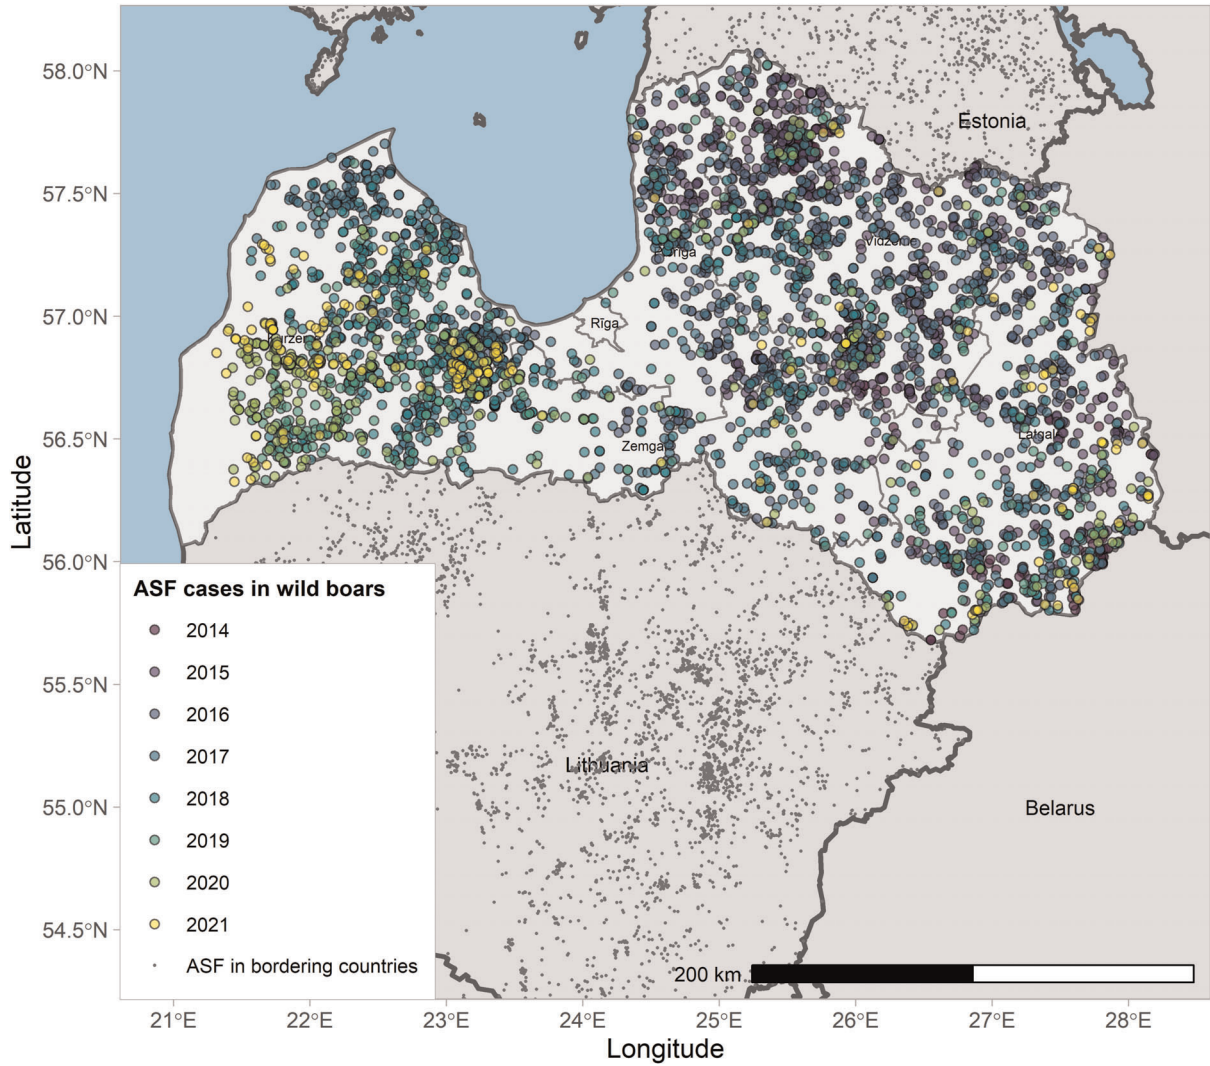 58.0°N
57.5°N
57.0°N
56.5°N
56.0°N
55.5°N
55.0°N
54.5°N
Latitude
Estonia
Rīga
Zemga
Lithuania
Belarus
ASF cases in wild boars
2014
2015
2016
2017
2018
2019
2020
2021
ASF in bordering countries
200 km
21°E
22°E
23°E
24°E
25°E
26°E
27°E
28°E
Longitude